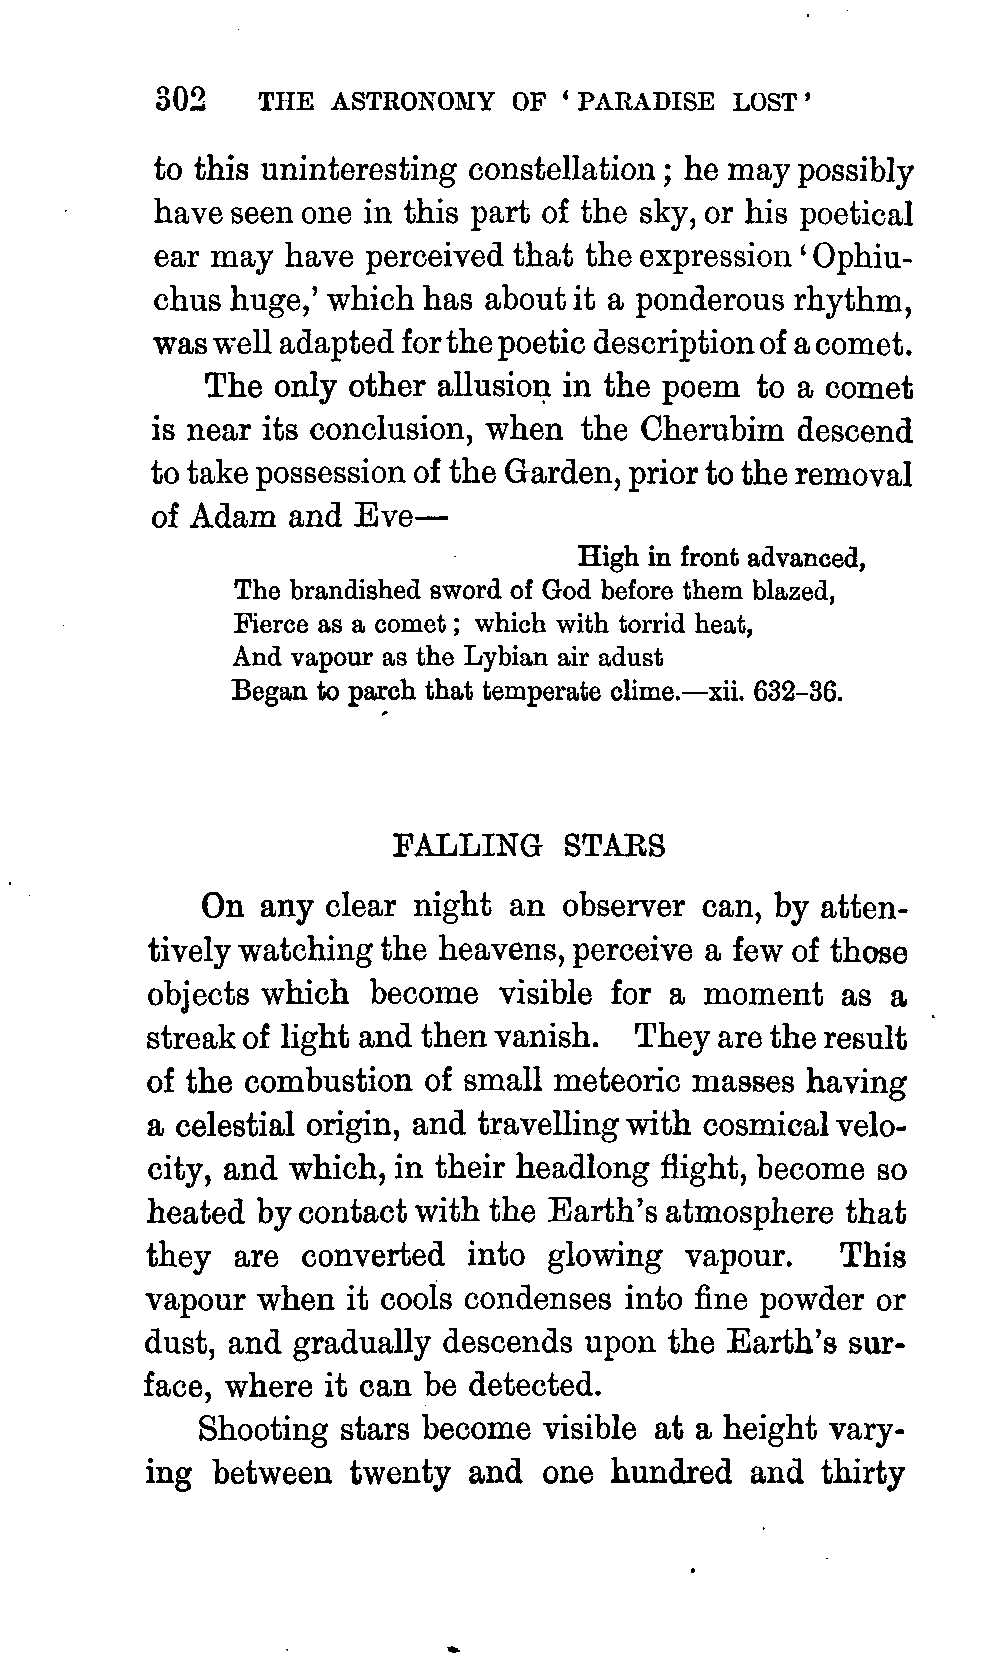 302 THE ASTRONOMY OF ‘PARADISE LOST’
to this uninteresting constellation; he may possibly
have seen one in this part of the sky, or his poetical
ear may have perceived that the expression ‘Ophiu-
chus huge,’ which has about it a ponderous rhythm,
was well adapted for the poetic description of a comet.
The only other allusion in the poem to a comet
is near its conclusion, when the Cherubim descend
to take possession of the Garden, prior to the removal
of Adam and Eve—
High in front advanced,
The brandished sword of God before them blazed,
Fierce as a comet; which with torrid heat,
And vapour as the Lybian air adust
Began to parch that temperate clime.—xii. 632–36.
FALLING STARS
On any clear night an observer can, by atten-
tively watching the heavens, perceive a few of those
objects which become visible for a moment as a
streak of light and then vanish. They are the result
of the combustion of small meteoric masses having
a celestial origin, and travelling with cosmical velo-
city, and which, in their headlong flight, become so
heated by contact with the Earth’s atmosphere that
they are converted into glowing vapour. This
vapour when it cools condenses into fine powder or
dust, and gradually descends upon the Earth’s sur-
face, where it can be detected.
Shooting stars become visible at a height vary-
ing between twenty and one hundred and thirty